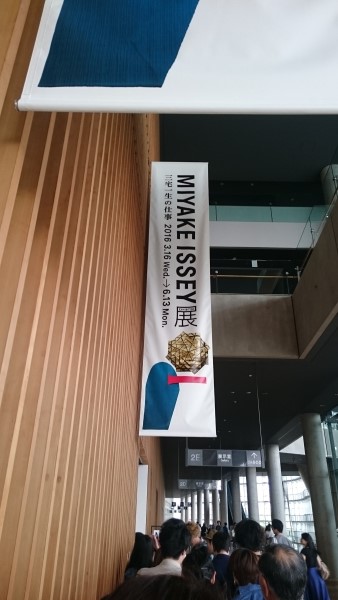 MIYAKE ISSEY展
三宅一生の仕事 2016 3.16 Wed. → 6.13 Mon.
2F